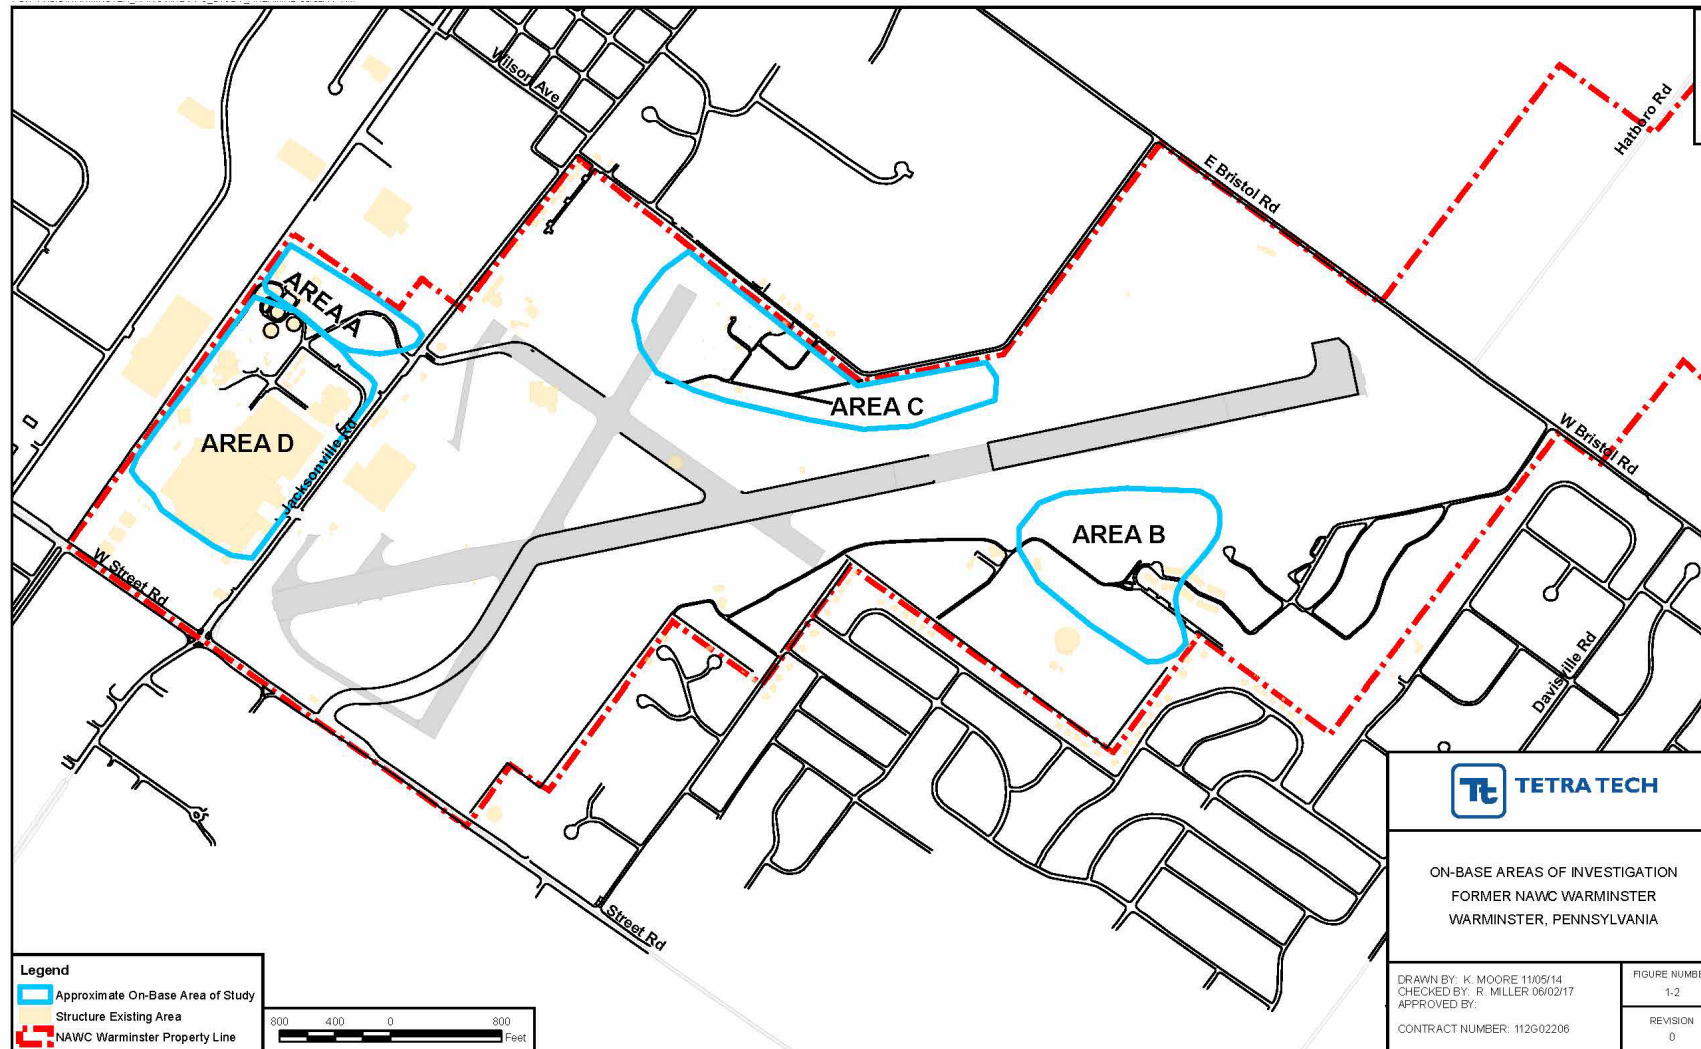 Wilson Ave
Hatboro Rd
E Bristol Rd
AREA A
AREA C
AREA D
Jacksonville Rd
W Bristol Rd
AREA B
W Street Rd
Davisville Rd
E Street Rd
TETRA TECH
ON-BASE AREAS OF INVESTIGATION
FORMER NAWC WARMINSTER
WARMINSTER, PENNSYLVANIA
Legend
Approximate On-Base Area of Study
Structure Existing Area
NAWC Warminster Property Line
800 400 0 800
Feet
DRAWN BY: K. MOORE 11/05/14
CHECKED BY: R. MILLER 06/02/17
APPROVED BY:
CONTRACT NUMBER: 112G02206
FIGURE NUMBE
1-2
REVISION
0